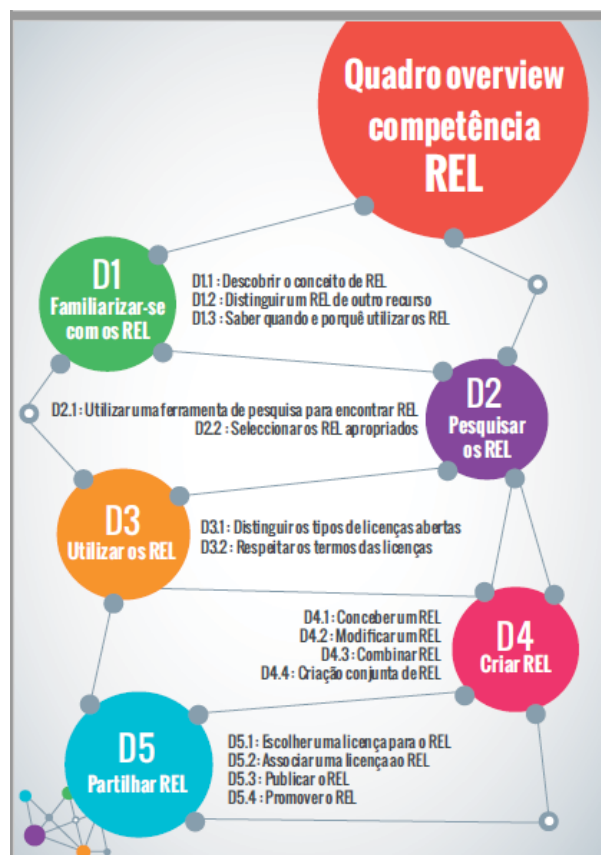 Quadro overview
competência
REL
D1
Familiarizar-se
com os REL
D1.1 : Descobrir o conceito de REL
D1.2 : Distinguir um REL de outro recurso
D1.3 : Saber quando e porquê utilizar os REL
D2
Pesquisar
os REL
D2.1 : Utilizar uma ferramenta de pesquisa para encontrar REL
D2.2 : Seleccionar os REL apropriados
D3
Utilizar os REL
D3.1 : Distinguir os tipos de licenças abertas
D3.2 : Respeitar os termos das licenças
D4
Criar REL
D4.1 : Conceber um REL
D4.2 : Modificar um REL
D4.3 : Combinar REL
D4.4 : Criação conjunta de REL
D5
Partilhar REL
D5.1 : Escolher uma licença para o REL
D5.2 : Associar uma licença ao REL
D5.3 : Publicar o REL
D5.4 : Promover o REL